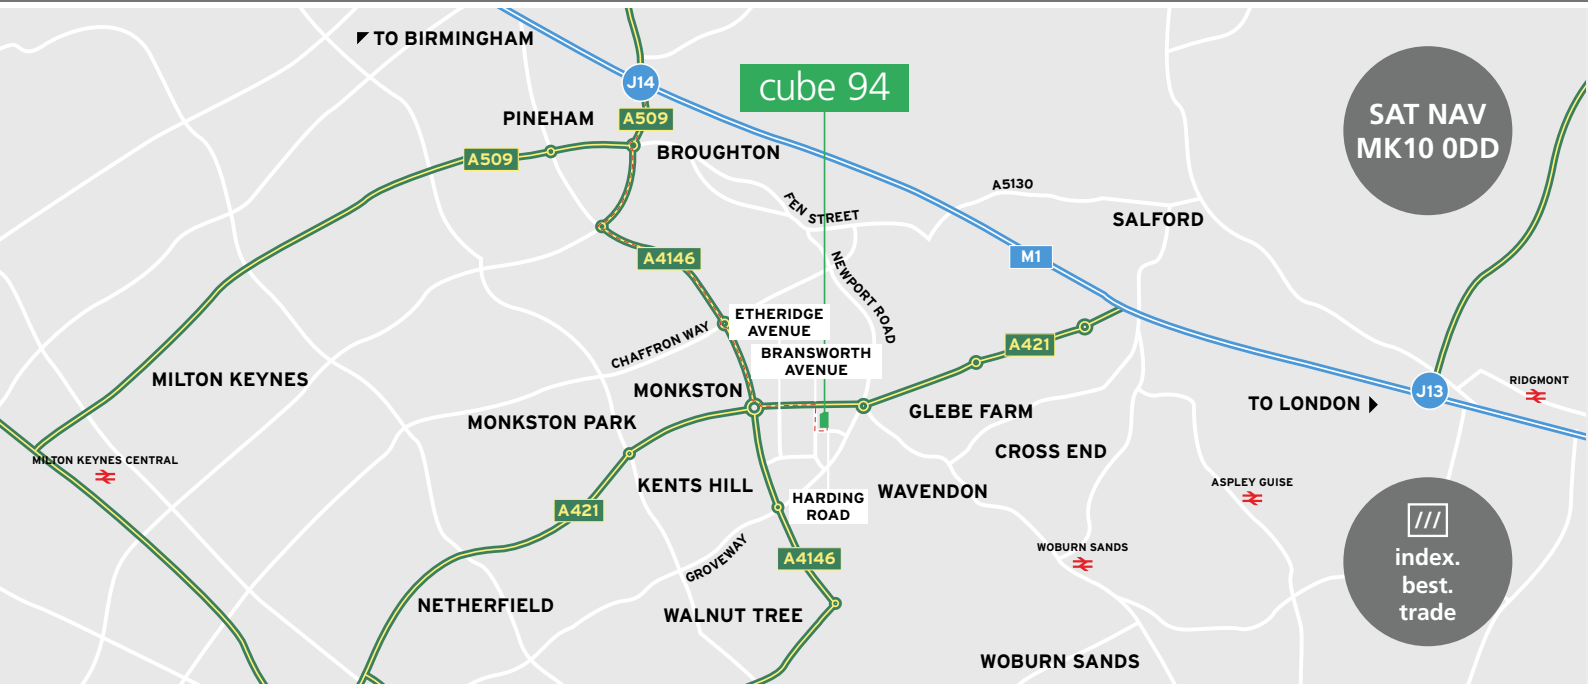 TO BIRMINGHAM
J14
cube 94
PINEHAM
A509
SAT NAV
MK10 0DD
A509
BROUGHTON
A5130
FEN STREET
SALFORD
A4146
M1
NEWPORT ROAD
ETHERIDGE
AVENUE
CHAFFRON WAY
BRANSWORTH
AVENUE
A421
MILTON KEYNES
MONKSTON
J13
RIDGMONT
TO LONDON
MONKSTON PARK
GLEBE FARM
CROSS END
MILTON KEYNES CENTRAL
KENTS HILL
HARDING
ROAD
WAVENDON
ASPLEY GUISE
A421
WOBURN SANDS
GROVEWAY
A4146
index.
best.
trade
NETHERFIELD
WALNUT TREE
WOBURN SANDS